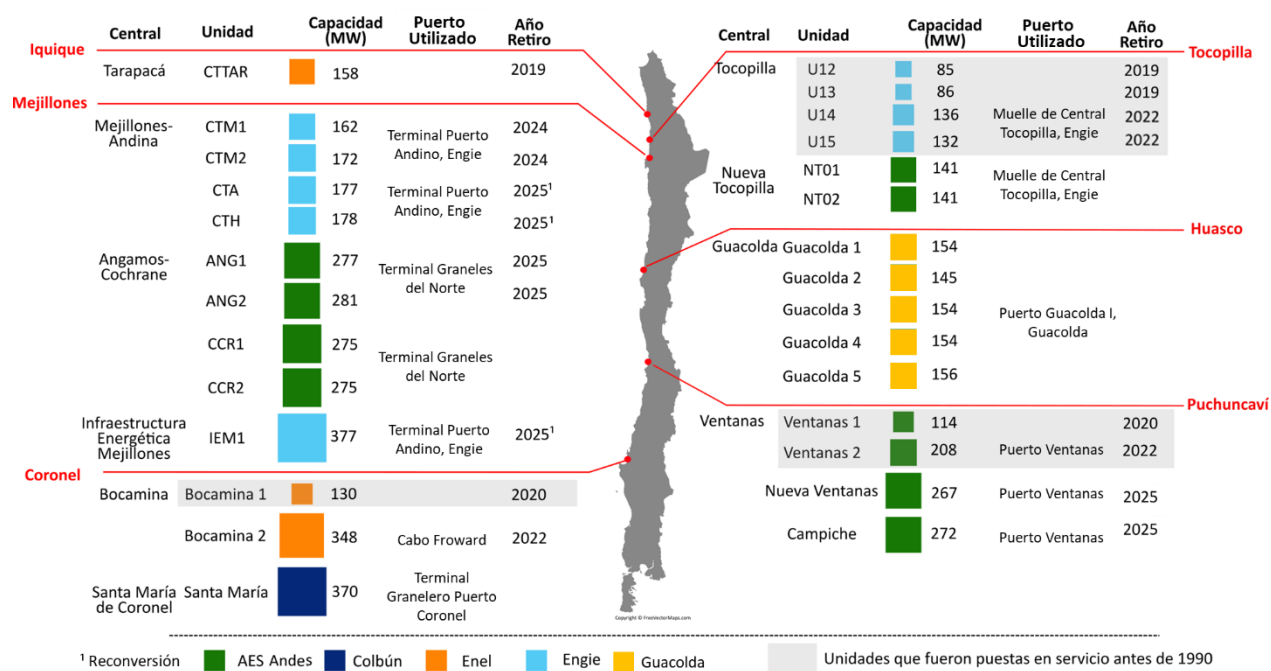 Central Unidad Capacidad (MW) Puerto Utilizado Año Retiro
Iquique
Tarapacá CTTAR 158 2019
Mejillones
Mejillones-Andina CTM1 162 Terminal Puerto Andino, Engie 2024
CTM2 172 2024
CTA 177 Terminal Puerto Andino, Engie 2025¹
CTH 178 2025¹
Angamos-Cochrane ANG1 277 Terminal Graneles del Norte 2025
ANG2 281 2025
CCR1 275 Terminal Graneles del Norte
CCR2 275
Infraestructura Energética Mejillones IEM1 377 Terminal Puerto Andino, Engie 2025¹
Coronel
Bocamina Bocamina 1 130 2020
Bocamina 2 348 Cabo Froward 2022
Santa María de Coronel Santa María 370 Terminal Granelero Puerto Coronel
Central Unidad Capacidad (MW) Puerto Utilizado Año Retiro
Tocopilla
Tocopilla U12 85 2019
U13 86 2019
U14 136 Muelle de Central Tocopilla, Engie 2022
U15 132 2022
Nueva Tocopilla NT01 141 Muelle de Central Tocopilla, Engie
NT02 141
Huasco
Guacolda Guacolda 1 154
Guacolda 2 145
Guacolda 3 154 Puerto Guacolda I, Guacolda
Guacolda 4 154
Guacolda 5 156
Puchuncaví
Ventanas Ventanas 1 114 2020
Ventanas 2 208 Puerto Ventanas 2022
Nueva Ventanas 267 Puerto Ventanas 2025
Campiche 272 Puerto Ventanas 2025
Copyright © FreeVectorMaps.com
¹ Reconversión AES Andes Colbún Enel Engie Guacolda Unidades que fueron puestas en servicio antes de 1990